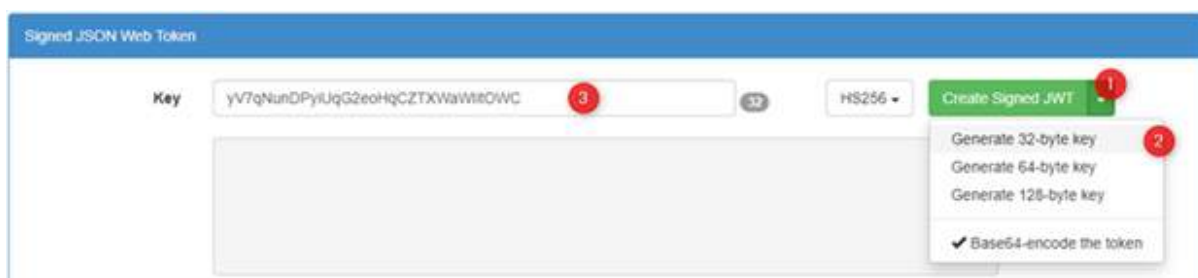 Signed JSON Web Token
Key
3
32
HS256
Create Signed JWT
1
Generate 32-byte key
2
Generate 64-byte key
Generate 128-byte key
✔ Base64-encode the token